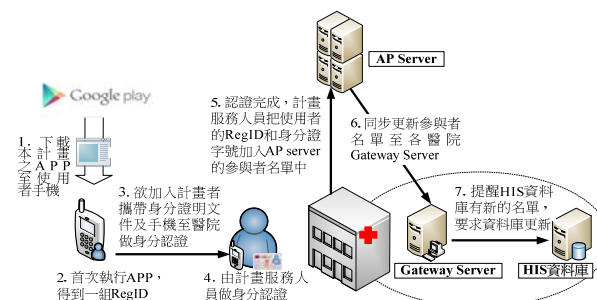 Google play
1. 下載
本計畫
之APP
至使用
者手機
2. 首次執行APP，
得到一組RegID
3. 欲加入計畫者
攜帶身分證明文
件及手機至醫院
做身分認證
4. 由計畫服務人
員做身分認證
5. 認證完成，計畫
服務人員把使用者
的RegID和身分證
字號加入AP server
的參與者名單中
AP Server
6. 同步更新參與者
名單至各醫院
Gateway Server
7. 提醒HIS資料
庫有新的名單，
要求資料庫更新
Gateway Server
HIS資料庫